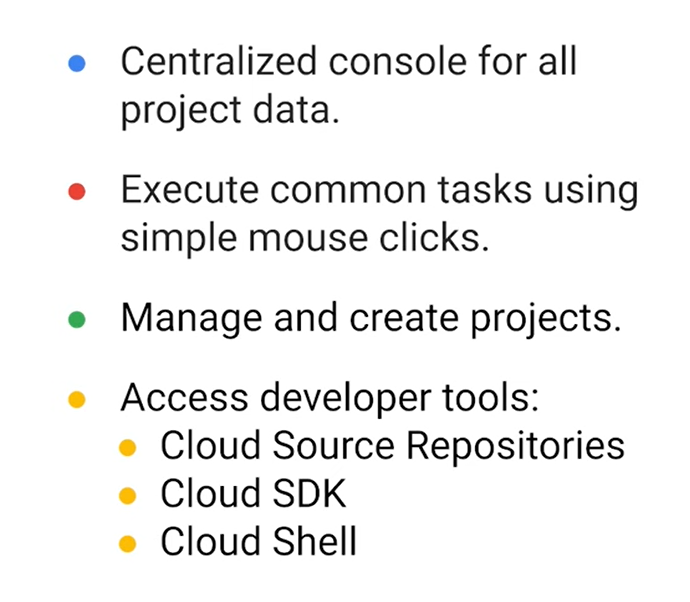 Centralized console for all
project data.
Execute common tasks using
simple mouse clicks.
Manage and create projects.
Access developer tools:
Cloud Source Repositories
Cloud SDK
Cloud Shell